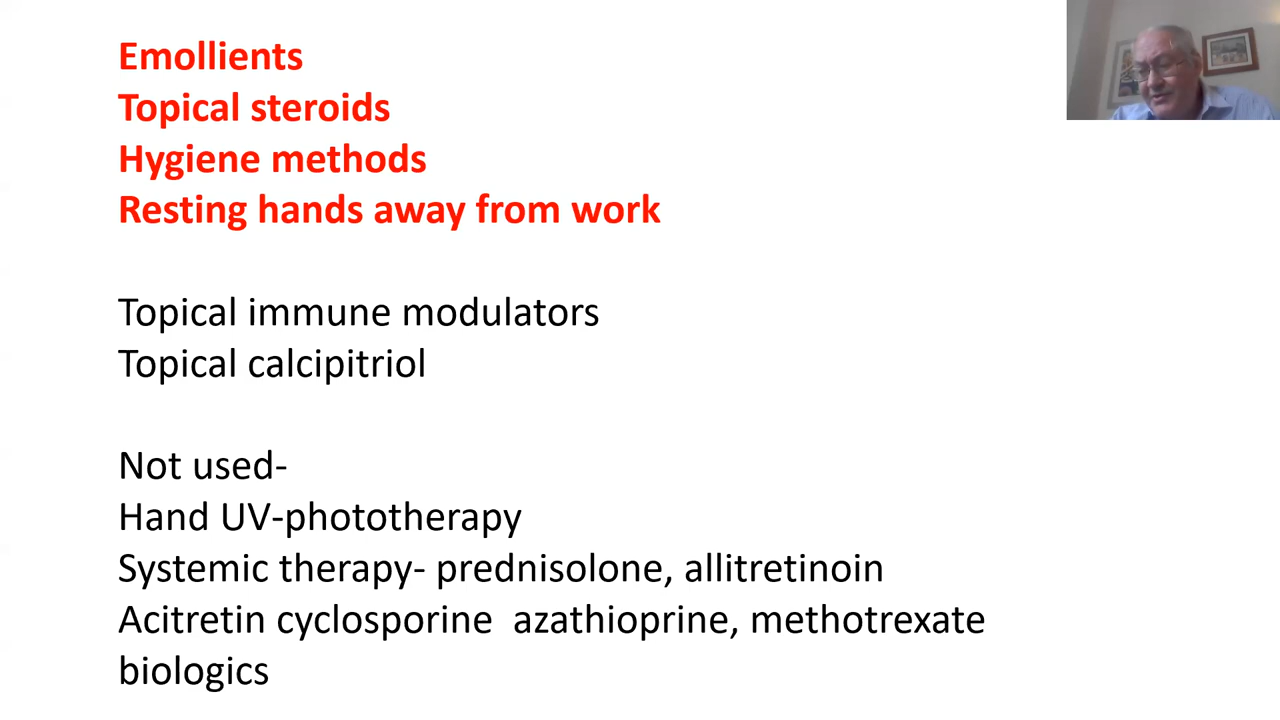 Emollients
Topical steroids
Hygiene methods
Resting hands away from work
Topical immune modulators
Topical calcipitriol
Not used-
Hand UV-phototherapy
Systemic therapy- prednisolone, allitretinoin
Acitretin cyclosporine  azathioprine, methotrexate
biologics